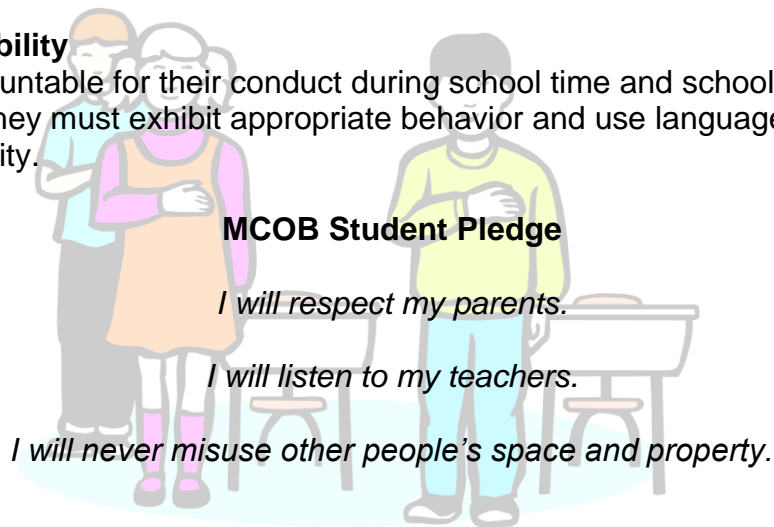 bility
untable for their conduct during school time and school
hey must exhibit appropriate behavior and use language
ity.
MCOB Student Pledge
I will respect my parents.
I will listen to my teachers.
I will never misuse other people’s space and property.